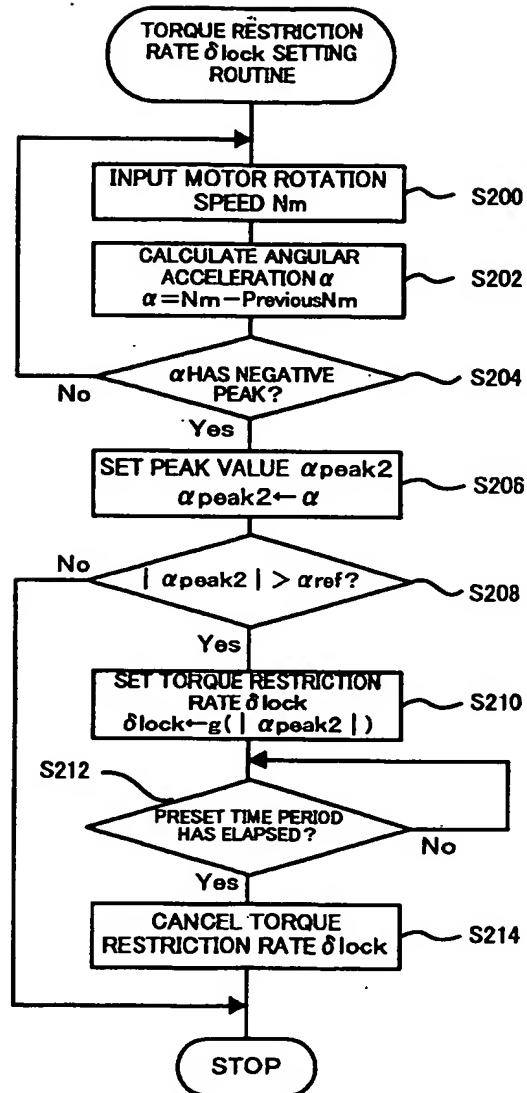 TORQUE RESTRICTION
RATE δlock SETTING
ROUTINE
INPUT MOTOR ROTATION
SPEED Nm
S200
CALCULATE ANGULAR
ACCELERATION α
α=Nm−PreviousNm
S202
α HAS NEGATIVE
PEAK?
S204
No
Yes
SET PEAK VALUE αpeak2
αpeak2← α
S206
No
| αpeak2 | > αref?
S208
Yes
SET TORQUE RESTRICTION
RATE δlock
δlock←g( | αpeak2 | )
S210
S212
PRESET TIME PERIOD
HAS ELAPSED?
No
Yes
CANCEL TORQUE
RESTRICTION RATE δlock
S214
STOP